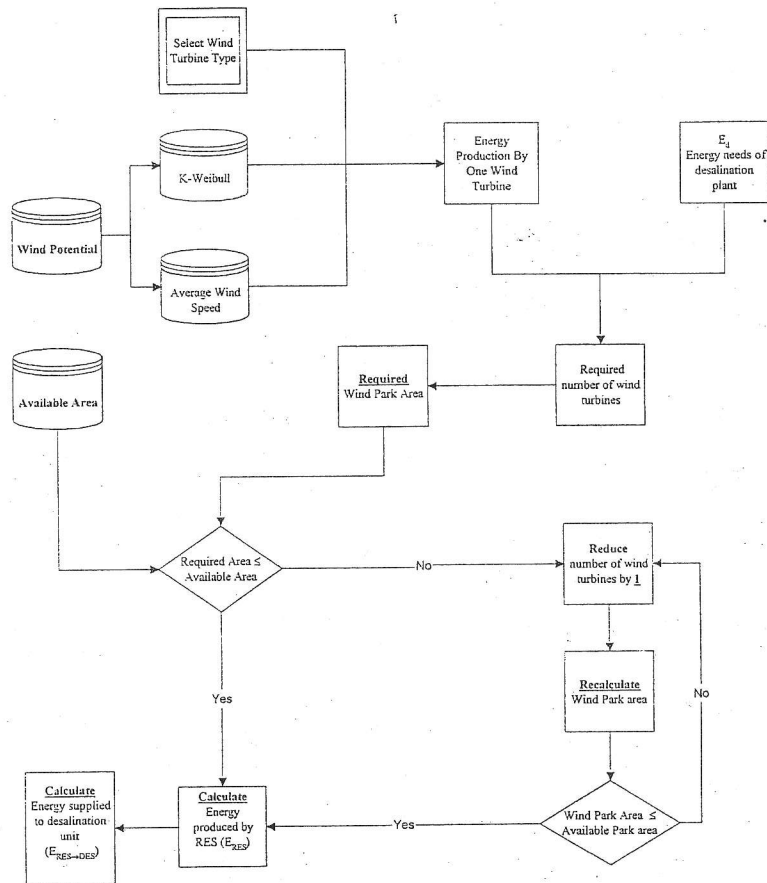 Select Wind
Turbine Type
K-Weibull
Wind Potential
Average Wind
Speed
Energy
Production By
One Wind
Turbine
E_d
Energy needs of
desalination
plant
Available Area
Required
Wind Park Area
Required
number of wind
turbines
Required Area ≤
Available Area
No
Reduce
number of wind
turbines by 1
Recalculate
Wind Park area
No
Yes
Wind Park Area ≤
Available Park area
Yes
Calculate
Energy
produced by
RES (E_RES)
Calculate
Energy supplied
to desalination
unit
(E_RES→DES)